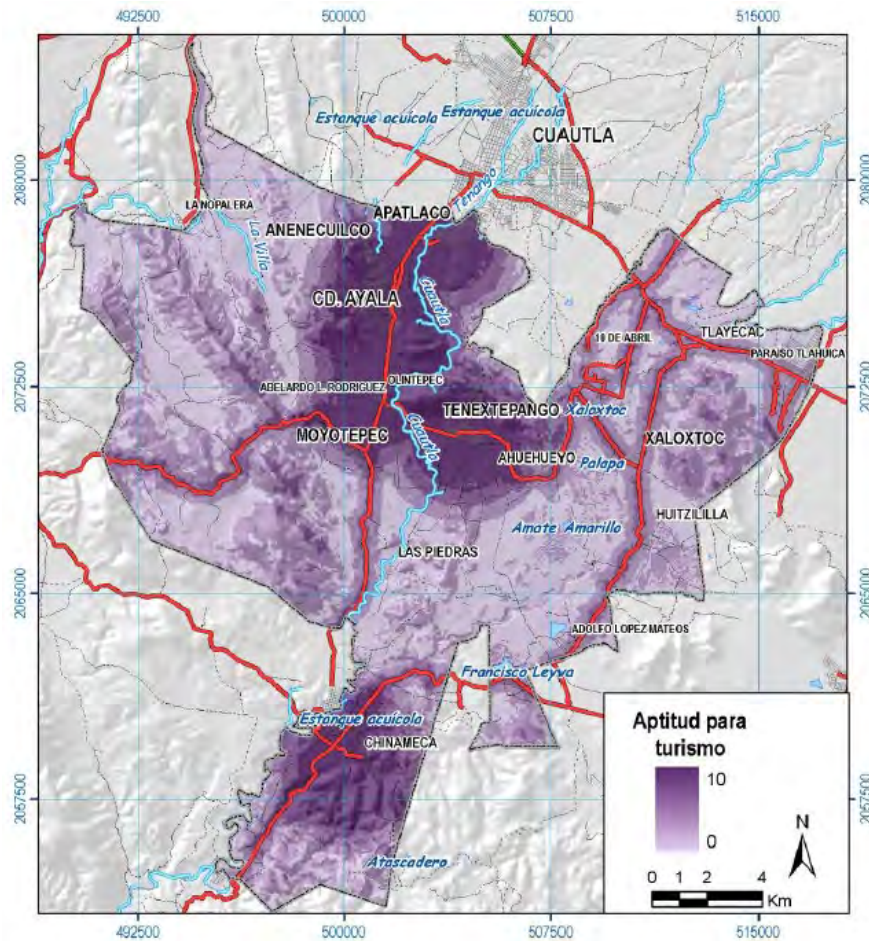 492500
500000
507500
515000
Estanque acuícola
Estanque acuícola
CUAUTLA
2080000
2080000
Tenango
LA NOPALERA
APATLACO
ANENECUILCO
La Villa
Cuautla
CD. AYALA
TLAYECAC
10 DE ABRIL
PARAISO TLAHUICA
2072500
2072500
ABELARDO L. RODRIGUEZ
OLINTEPEC
TENEXTEPANGO
Xaloxtoc
MOYOTEPEC
XALOXTOC
Cuautla
AHUEHUEYO
Palapa
HUITZILILLA
Amate Amarillo
LAS PIEDRAS
2065000
2065000
ADOLFO LOPEZ MATEOS
Francisco Leyva
Estanque acuícola
CHINAMECA
2057500
2057500
Atascadero
Aptitud para
turismo
10
0
N
0 1 2 4
Km
492500
500000
507500
515000